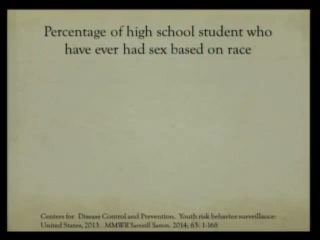 Percentage of high school student who
have ever had sex based on race
Centers for Disease Control and Prevention. Youth risk behavior surveillance-
United States, 2013. MMWR Surveill Summ. 2014; 63: 1-168